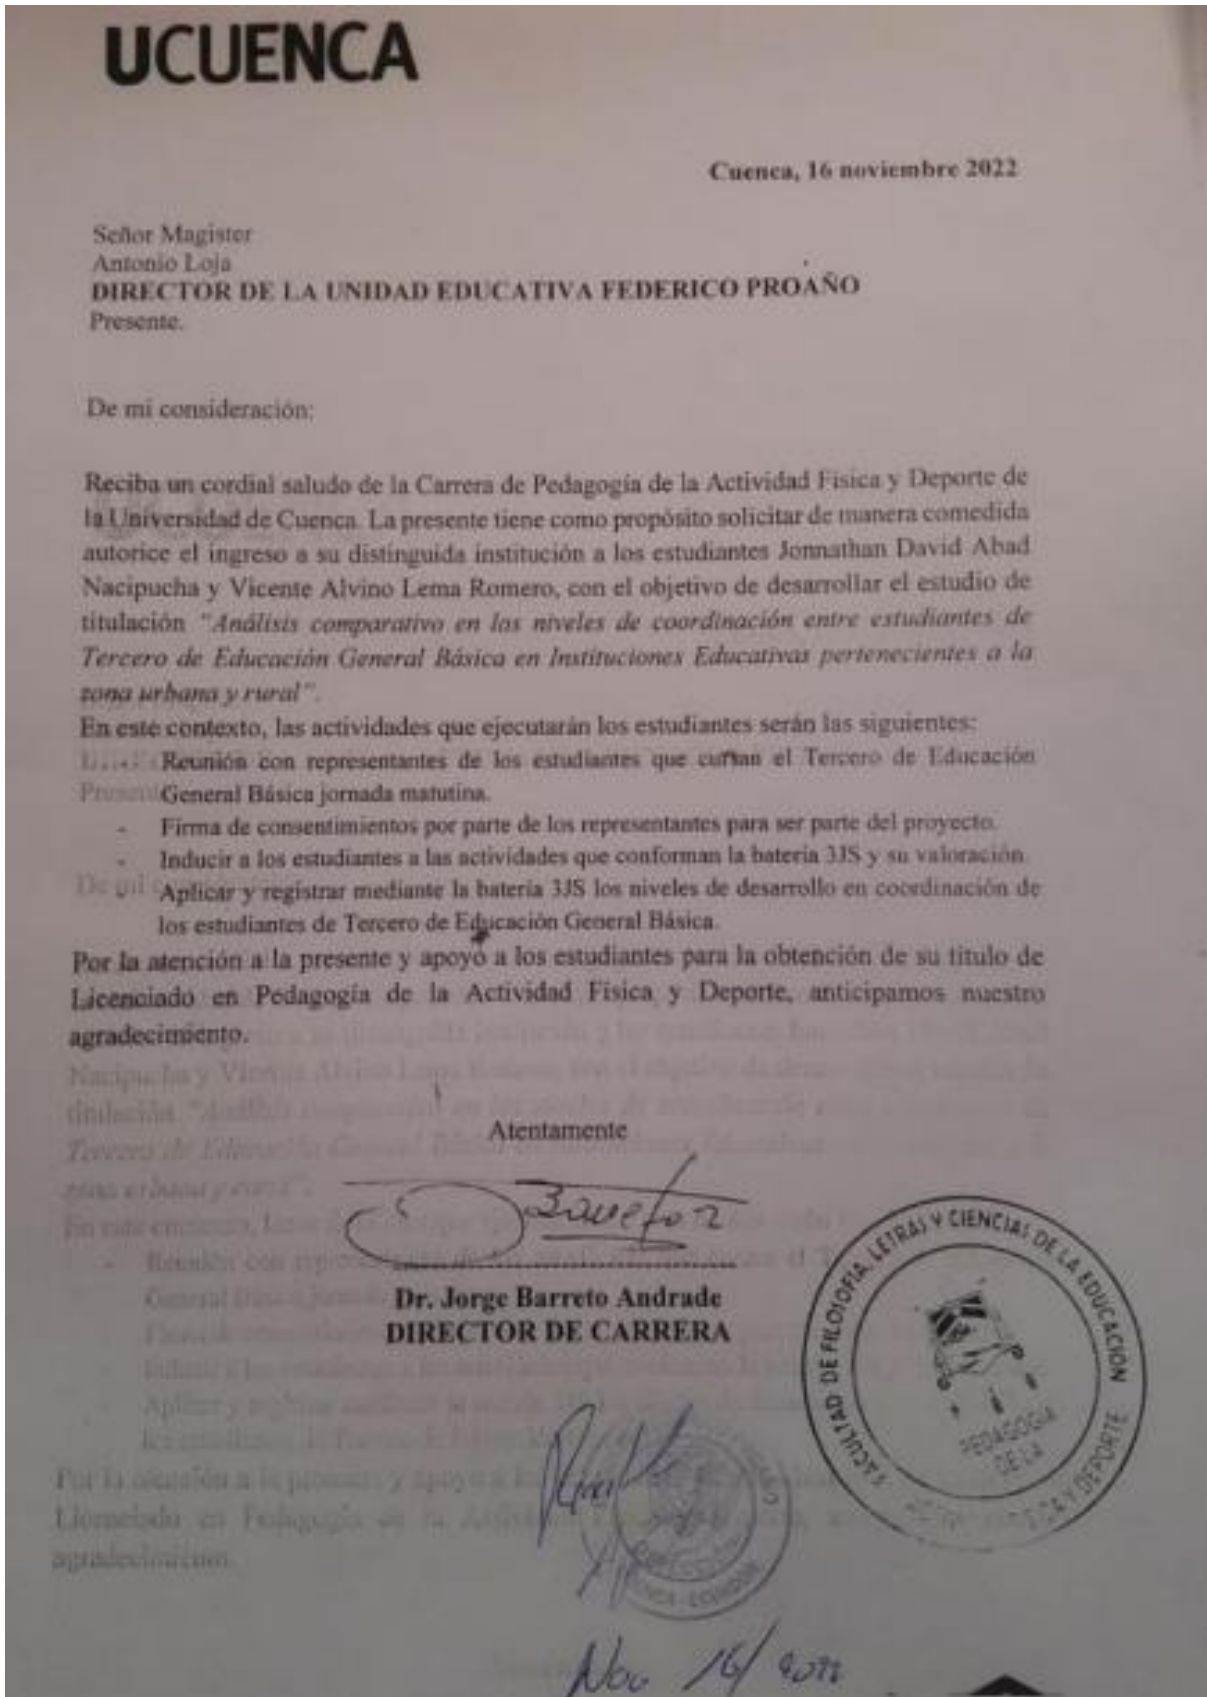 UCUENCA
Cuenca, 16 noviembre 2022
Señor Magister
Antonio Loja
DIRECTOR DE LA UNIDAD EDUCATIVA FEDERICO PROAÑO
Presente.
De mi consideración:
Reciba un cordial saludo de la Carrera de Pedagogía de la Actividad Física y Deporte de
la Universidad de Cuenca. La presente tiene como propósito solicitar de manera comedida
autorice el ingreso a su distinguida institución a los estudiantes Jonnathan David Abad
Nacipucha y Vicente Alvino Lema Romero, con el objetivo de desarrollar el estudio de
titulación "Análisis comparativo en los niveles de coordinación entre estudiantes de
Tercero de Educación General Básica en Instituciones Educativas pertenecientes a la
zona urbana y rural".
En este contexto, las actividades que ejecutarán los estudiantes serán las siguientes:
Reunión con representantes de los estudiantes que cursan el Tercero de Educación
General Básica jornada matutina.
- Firma de consentimientos por parte de los representantes para ser parte del proyecto.
- Inducir a los estudiantes a las actividades que conforman la batería 3JS y su valoración
- Aplicar y registrar mediante la batería 3JS los niveles de desarrollo en coordinación de
los estudiantes de Tercero de Educación General Básica.
Por la atención a la presente y apoyo a los estudiantes para la obtención de su título de
Licenciado en Pedagogía de la Actividad Física y Deporte, anticipamos nuestro
agradecimiento.
Atentamente
Dr. Jorge Barreto Andrade
DIRECTOR DE CARRERA
FACULTAD DE FILOSOFIA, LETRAS Y CIENCIAS DE LA EDUCACIÓN
PEDAGOGIA
DE LA
Y DEPORTE
Nov 16/2022